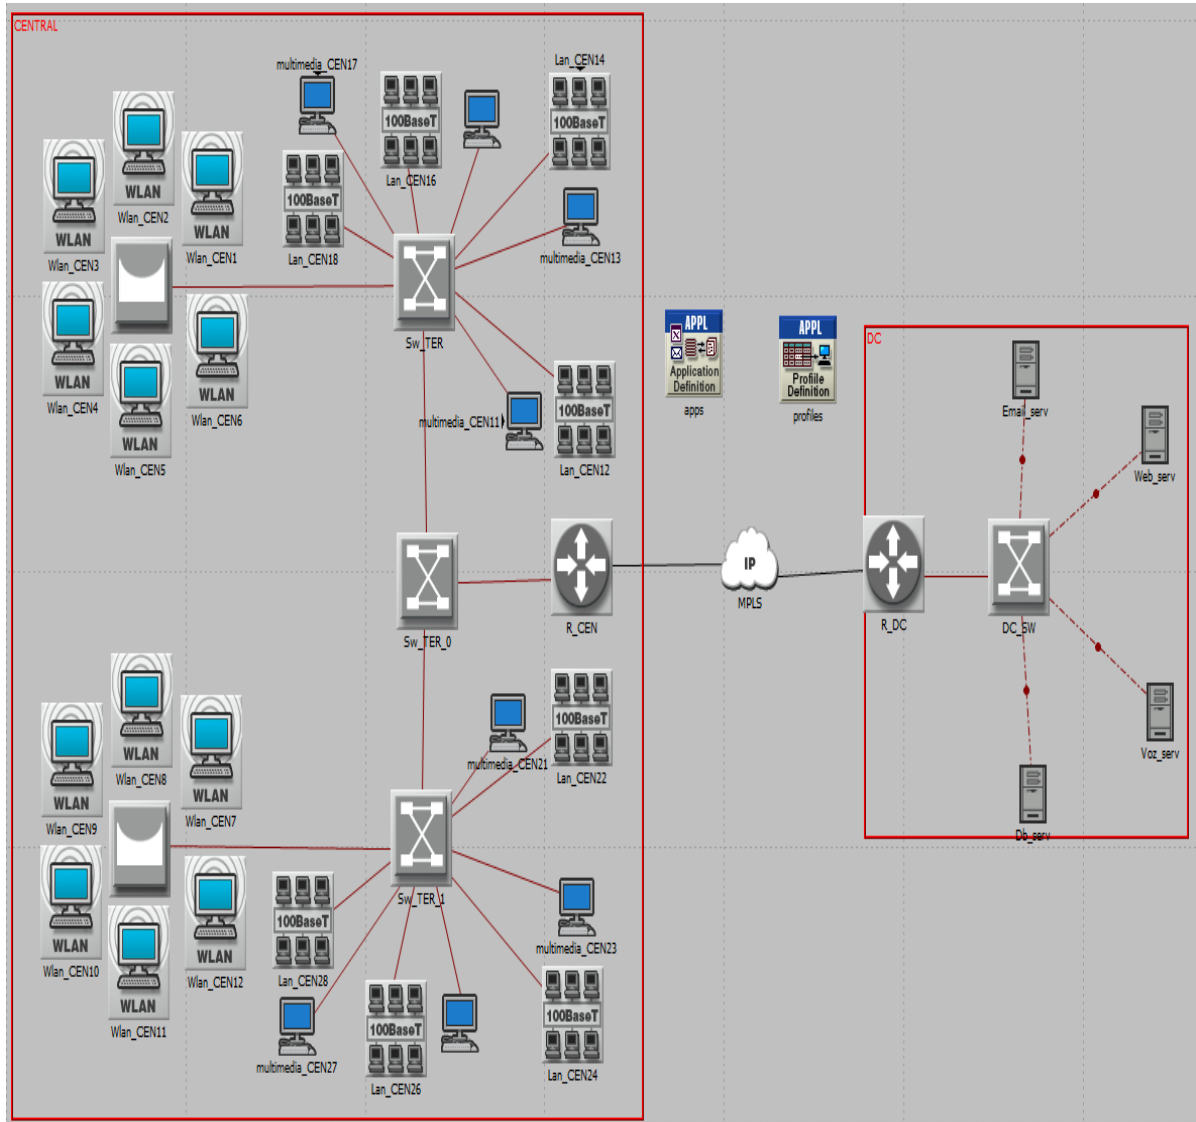 CENTRAL
multimedia_CEN17
Lan_CEN14
100BaseT
100BaseT
WLAN
Lan_CEN16
WLAN
WLAN
100BaseT
Wlan_CEN2
Wlan_CEN3
Wlan_CEN1
Lan_CEN18
multimedia_CEN13
Sw_TER
WLAN
WLAN
WLAN
Wlan_CEN4
Wlan_CEN6
Wlan_CEN5
multimedia_CEN11
100BaseT
Lan_CEN12
APPL
Application
Definition
apps
APPL
Profile
Definition
profiles
DC
Email_serv
Web_serv
Sw_TER_0
R_CEN
IP
MPLS
R_DC
DC_SW
Voz_serv
Db_serv
WLAN
WLAN
WLAN
Wlan_CEN8
Wlan_CEN9
Wlan_CEN7
multimedia_CEN21
100BaseT
Lan_CEN22
Sw_TER_1
WLAN
WLAN
WLAN
Wlan_CEN10
Wlan_CEN12
Wlan_CEN11
100BaseT
Lan_CEN28
multimedia_CEN27
100BaseT
Lan_CEN26
multimedia_CEN23
100BaseT
Lan_CEN24